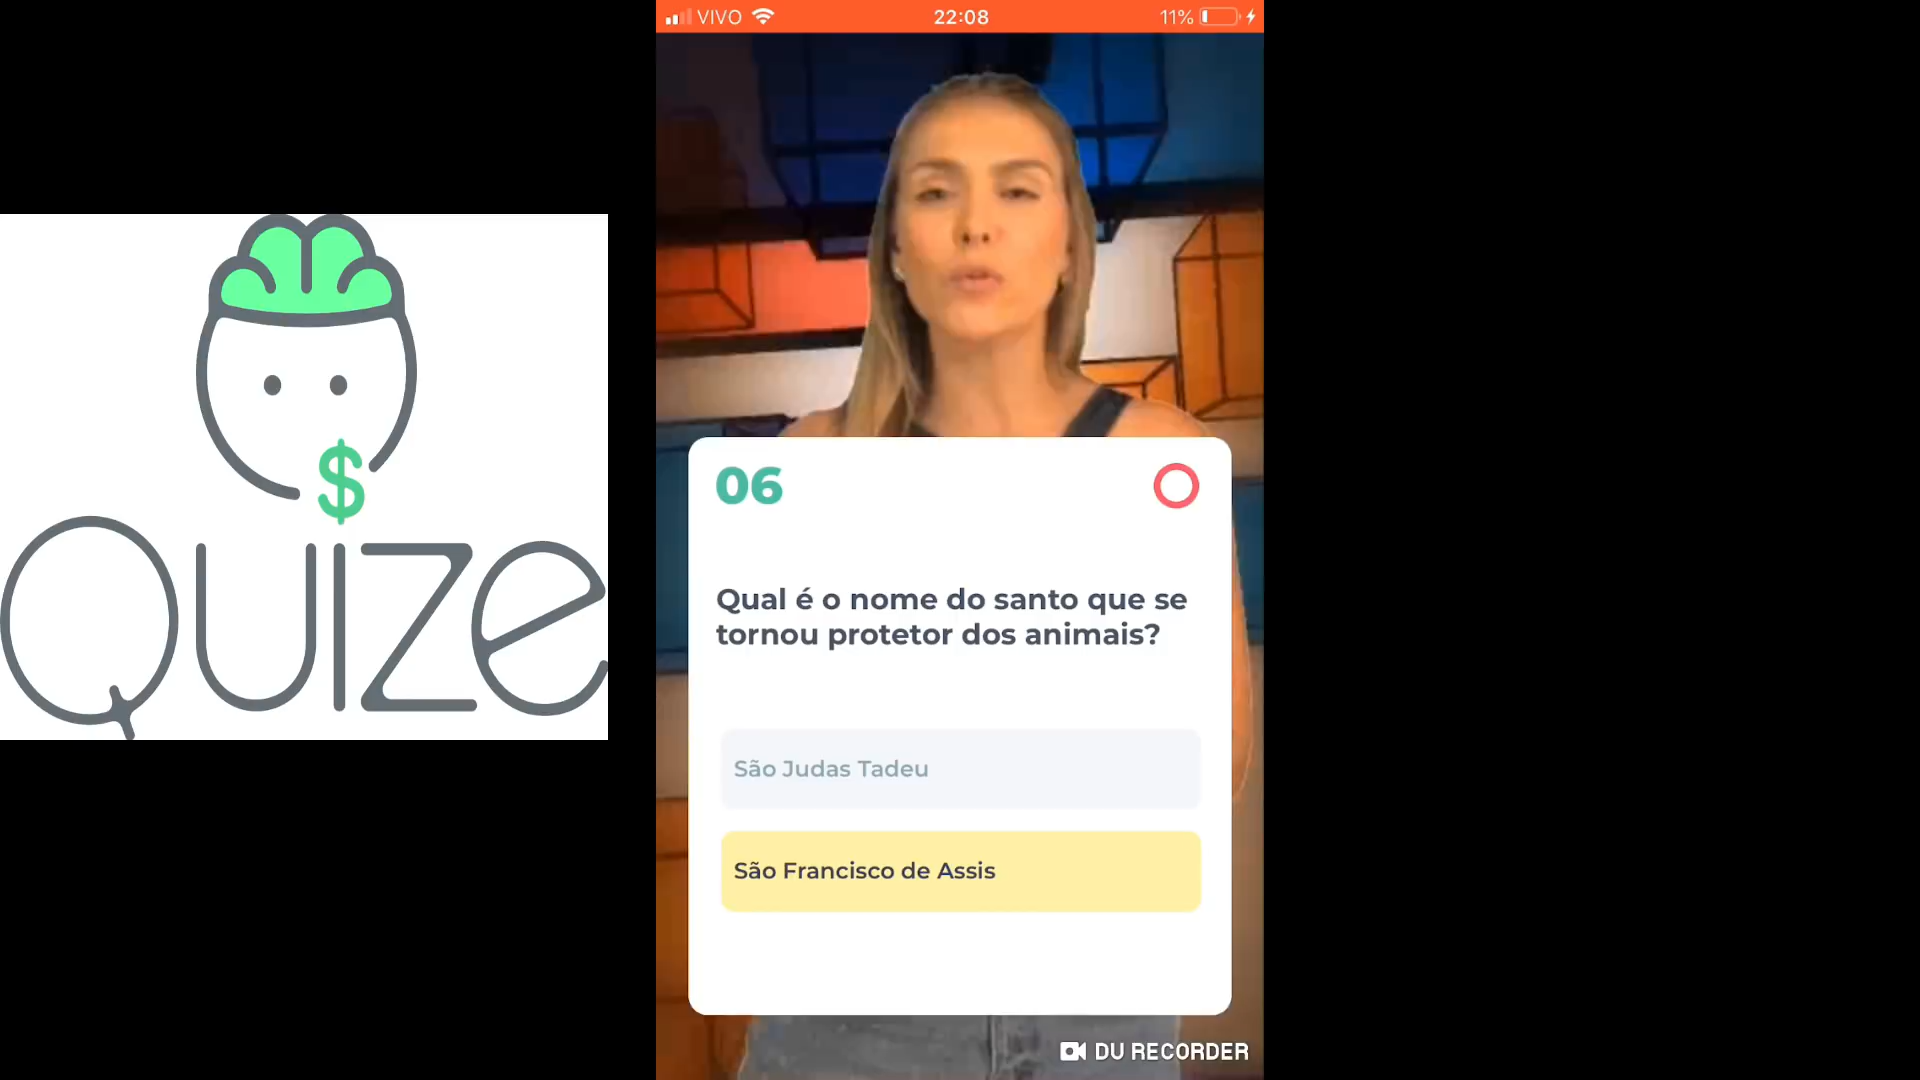 VIVO
22:08
11%
$
Quize
06
Qual é o nome do santo que se
tornou protetor dos animais?
São Judas Tadeu
São Francisco de Assis
DU RECORDER